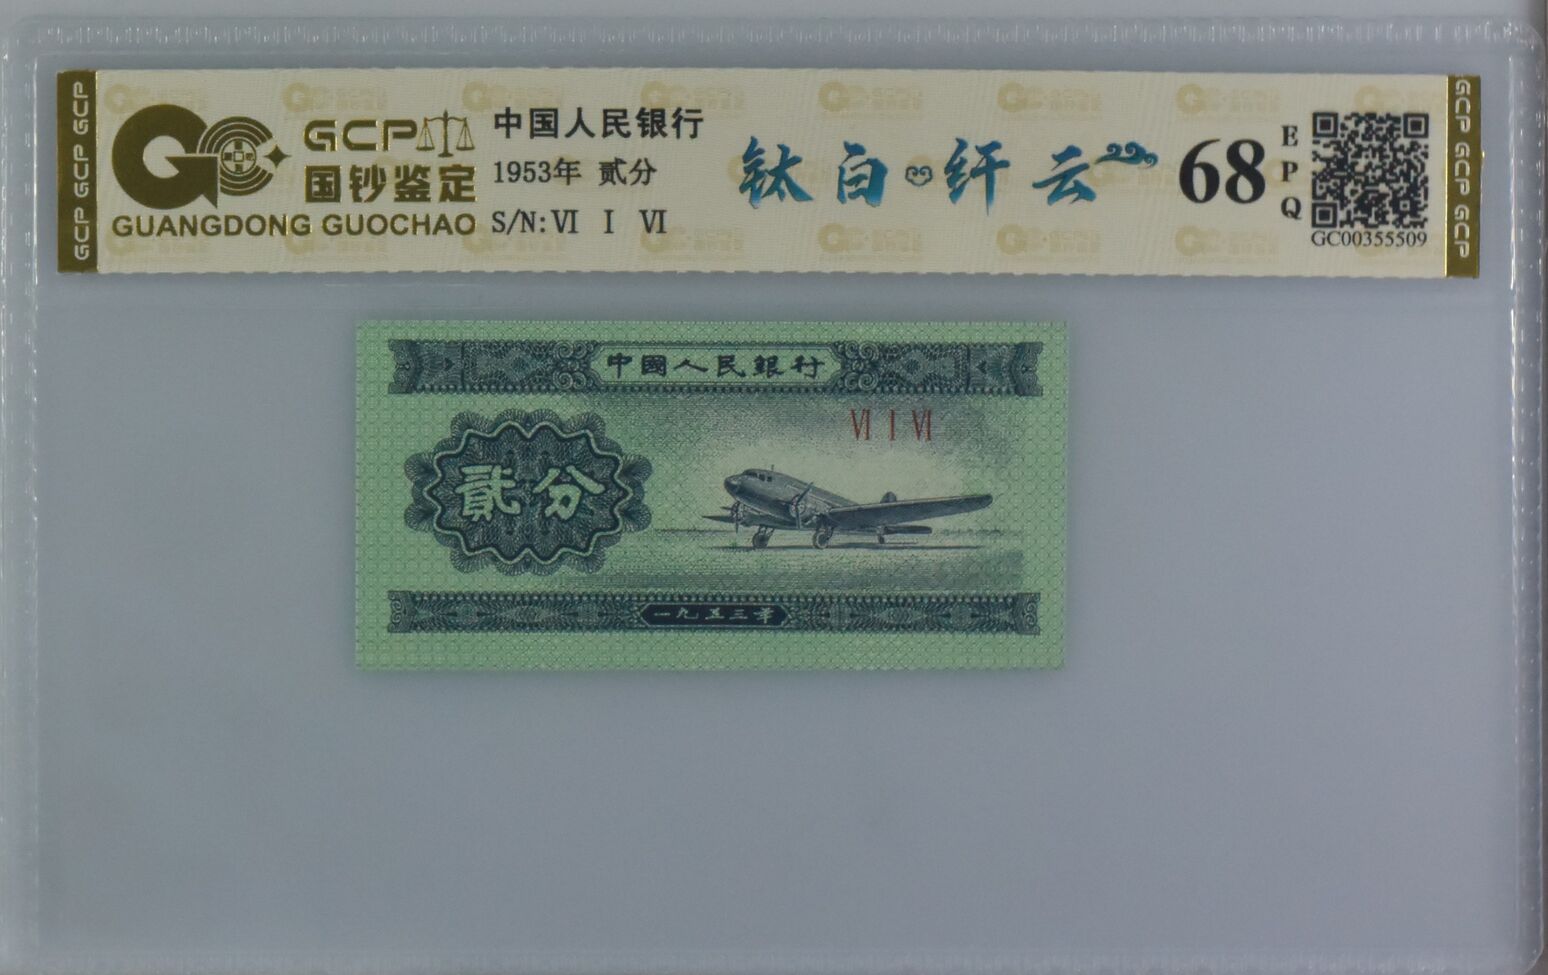 GCP GCP GCP
GCP
国钞鉴定
GUANGDONG GUOCHAO
中国人民银行
1953年 贰分
S/N: VI I VI
钛白·纤云
68
EPQ
GC00355509
GCP GCP GCP
中國人民銀行
VI I VI
貳分
一九五三年